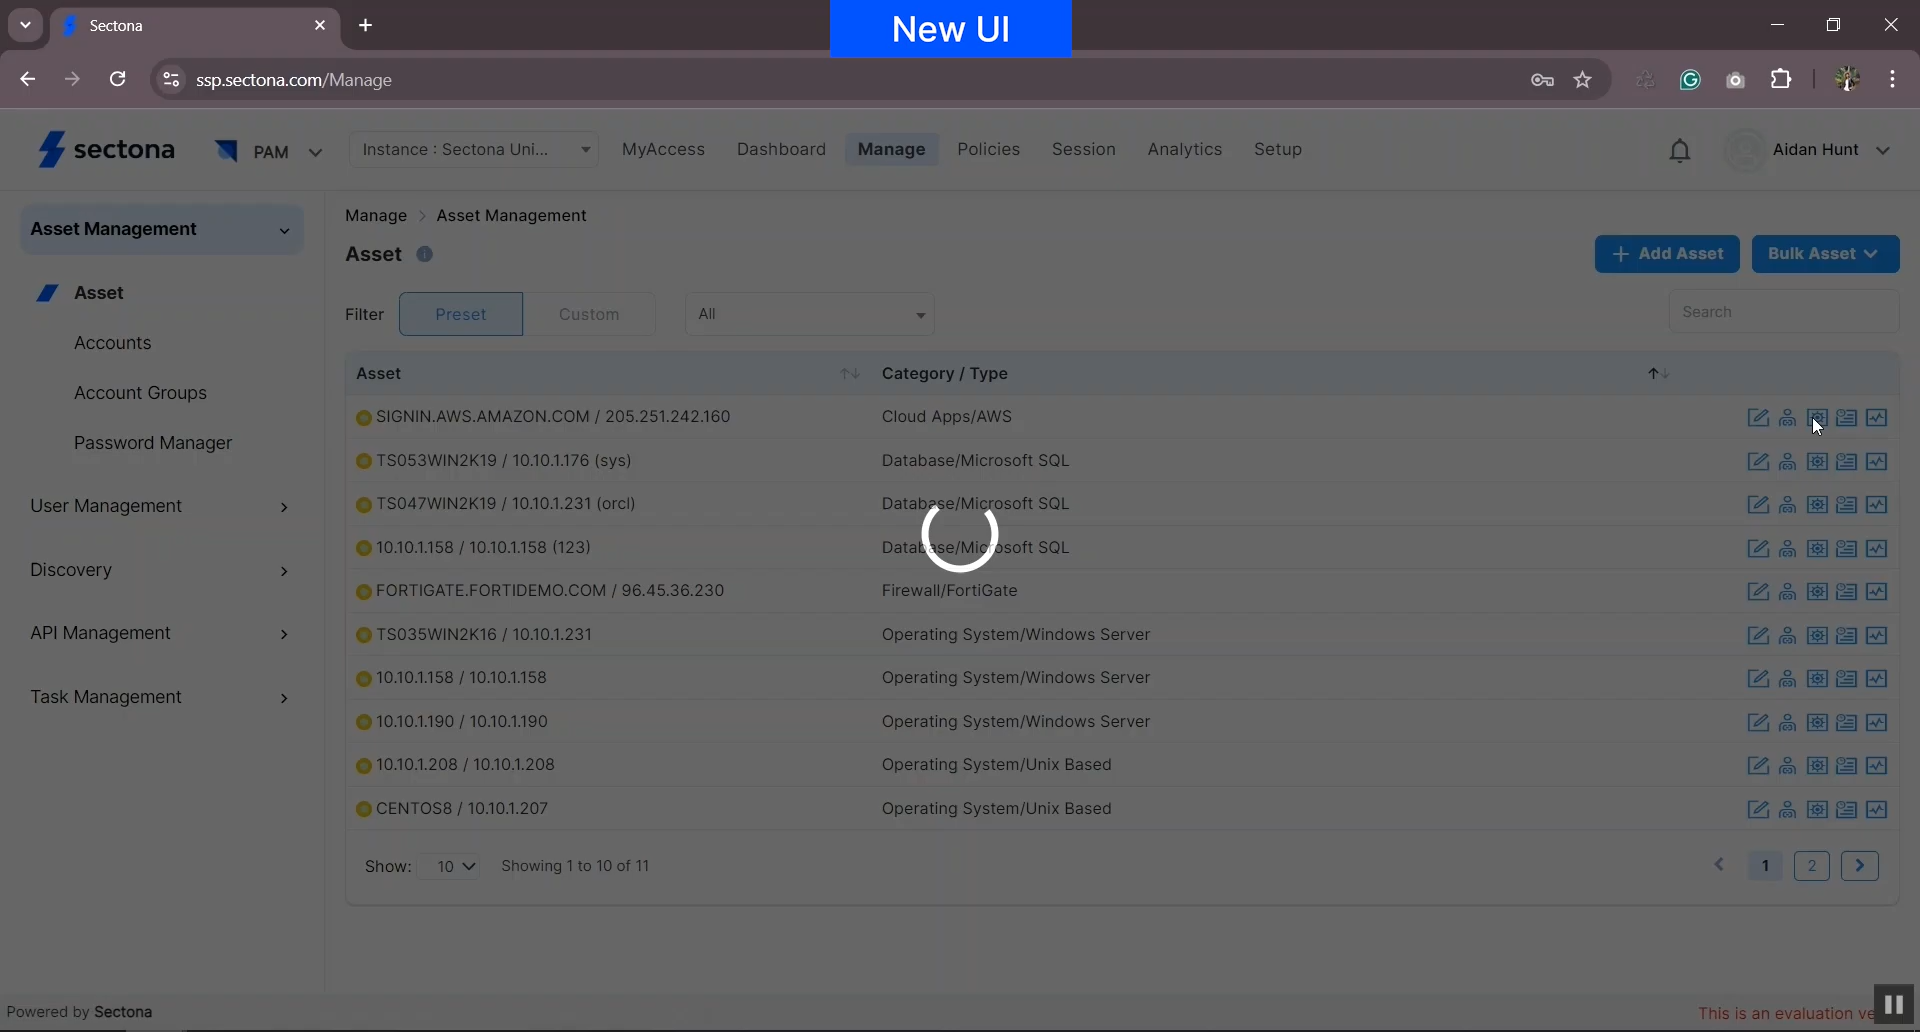 Sectona
New UI
ssp.sectona.com/Manage
sectona
PAM
Instance : Sectona Uni...
MyAccess
Dashboard
Manage
Policies
Session
Analytics
Setup
Aidan Hunt
Asset Management
Manage > Asset Management
Asset
+ Add Asset
Bulk Asset
Asset
Accounts
Account Groups
Password Manager
User Management
Discovery
API Management
Task Management
Filter
Preset
Custom
All
Search
Asset
Category / Type
SIGNIN.AWS.AMAZON.COM / 205.251.242.160 Cloud Apps/AWS
TS053WIN2K19 / 10.10.1.176 (sys) Database/Microsoft SQL
TS047WIN2K19 / 10.10.1.231 (orcl) Database/Microsoft SQL
10.10.1.158 / 10.10.1.158 (123) Database/Microsoft SQL
FORTIGATE.FORTIDEMO.COM / 96.45.36.230 Firewall/FortiGate
TS035WIN2K16 / 10.10.1.231 Operating System/Windows Server
10.10.1.158 / 10.10.1.158 Operating System/Windows Server
10.10.1.190 / 10.10.1.190 Operating System/Windows Server
10.10.1.208 / 10.10.1.208 Operating System/Unix Based
CENTOS8 / 10.10.1.207 Operating System/Unix Based
Show: 10 Showing 1 to 10 of 11
1 2
Powered by Sectona
This is an evaluation ve